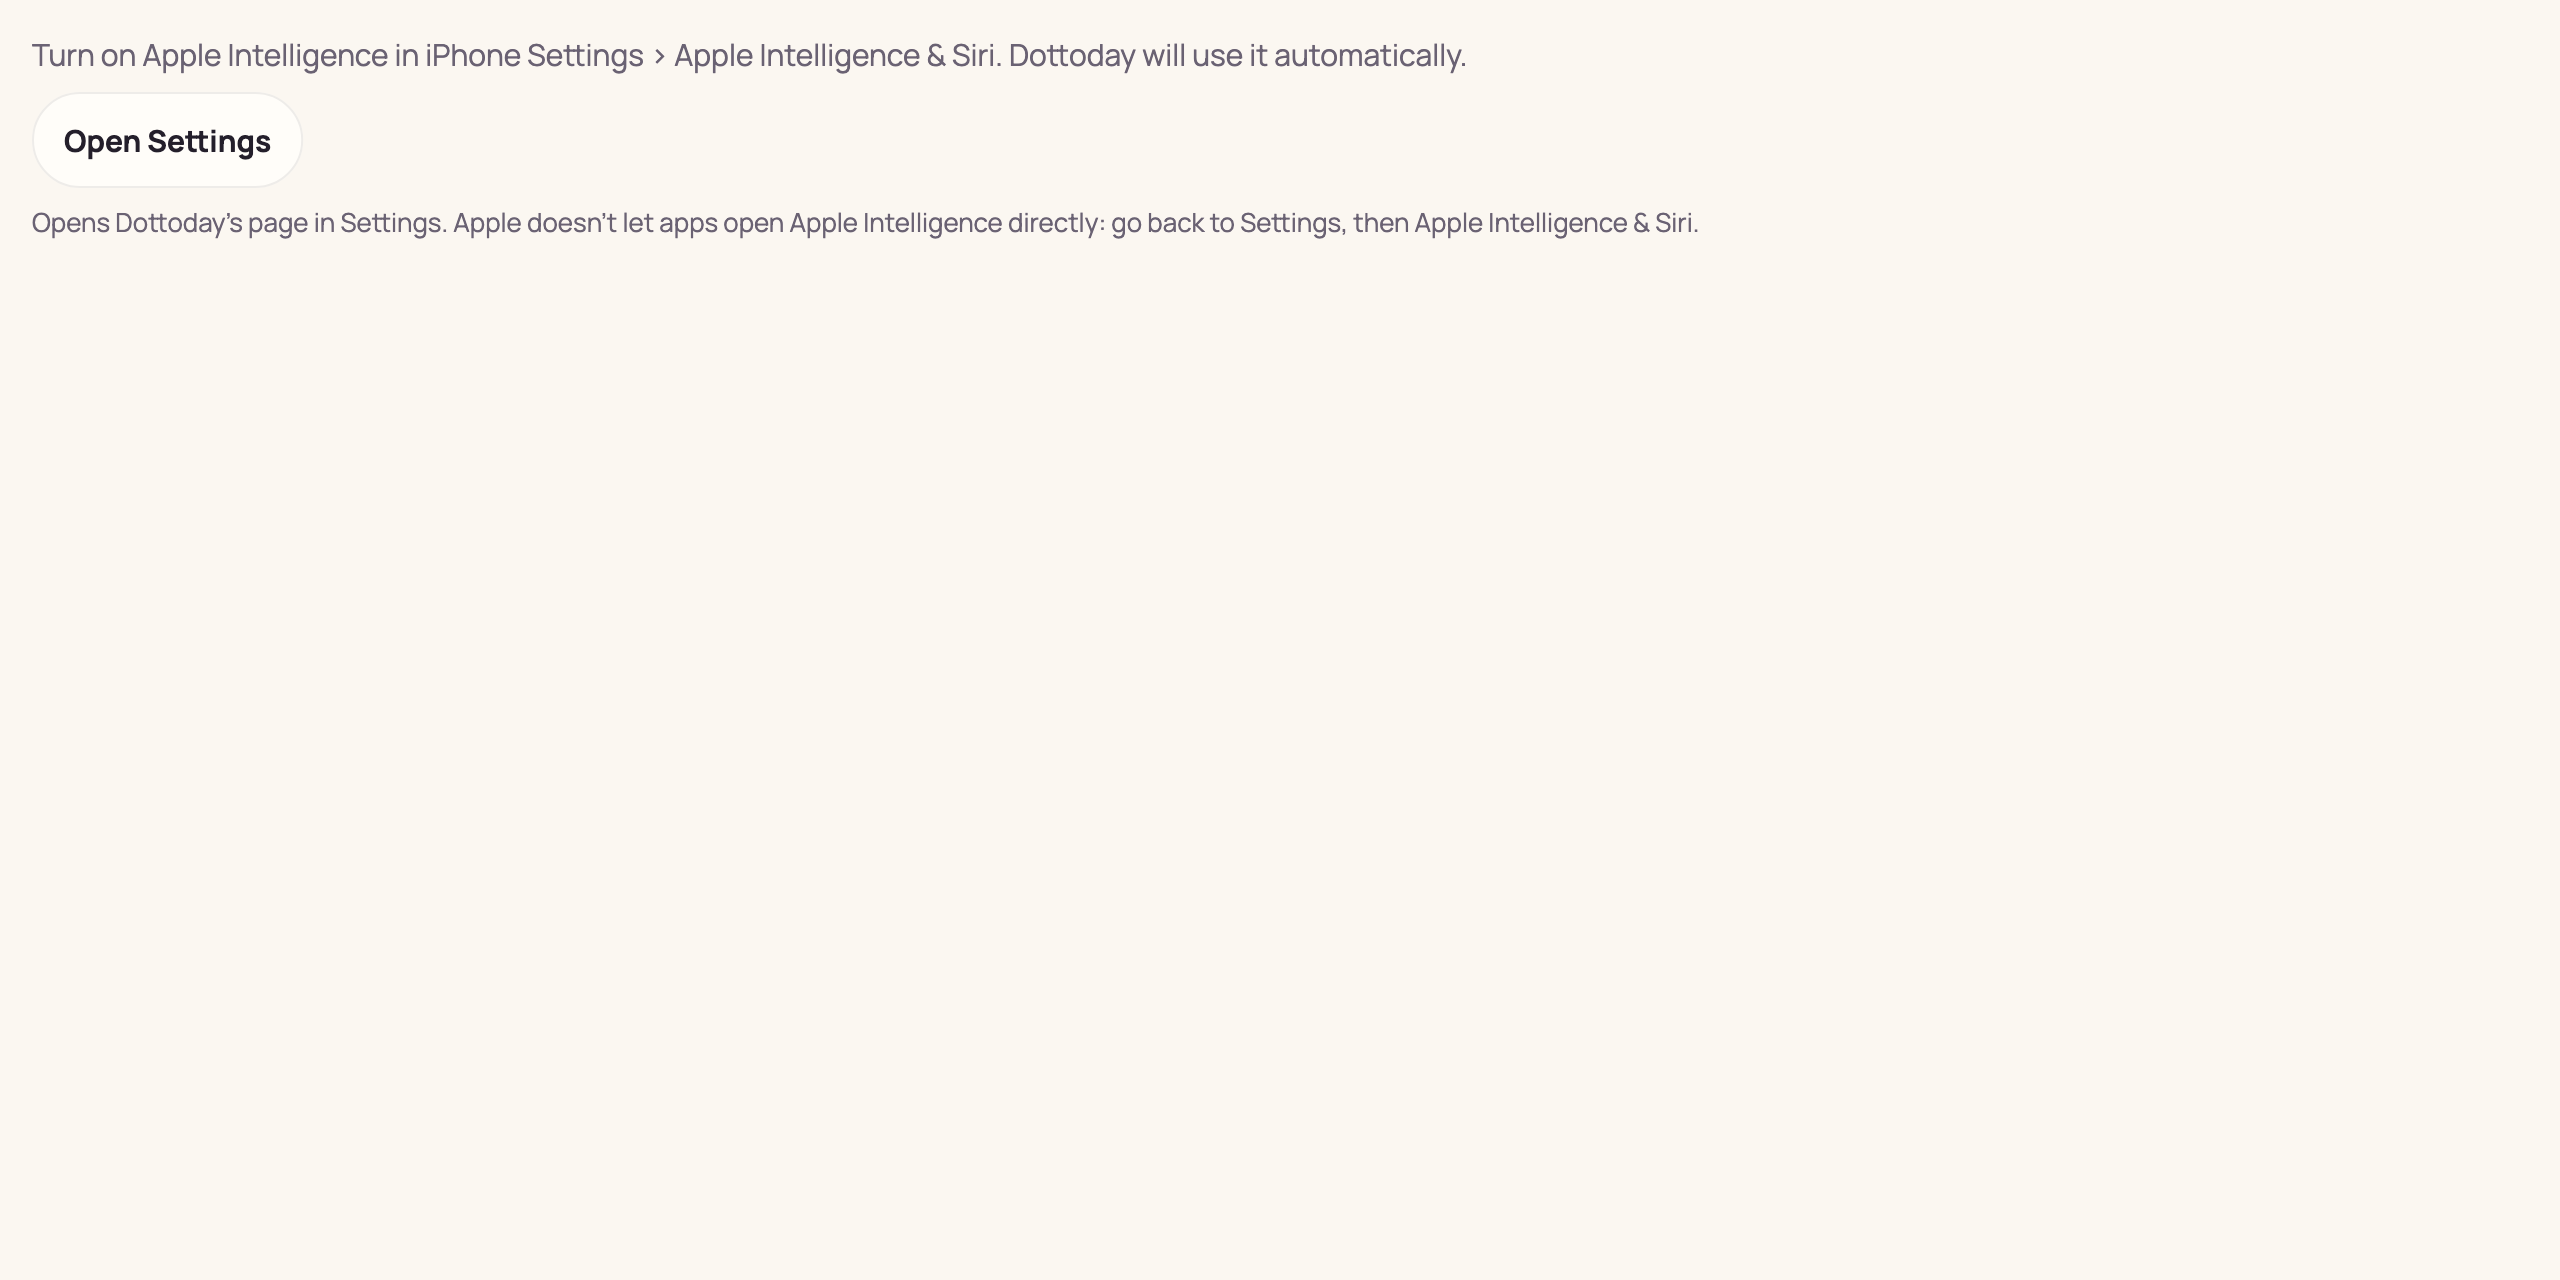 Turn on Apple Intelligence in iPhone Settings > Apple Intelligence & Siri. Dottoday will use it automatically.
Open Settings
Opens Dottoday’s page in Settings. Apple doesn’t let apps open Apple Intelligence directly: go back to Settings, then Apple Intelligence & Siri.